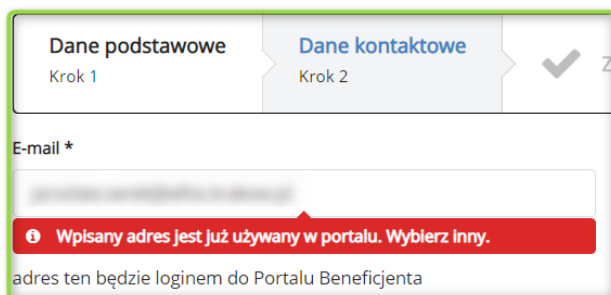 Dane podstawowe
Krok 1
Dane kontaktowe
Krok 2
Z
E-mail *
Wpisany adres jest już używany w portalu. Wybierz inny.
adres ten będzie loginem do Portalu Beneficjenta